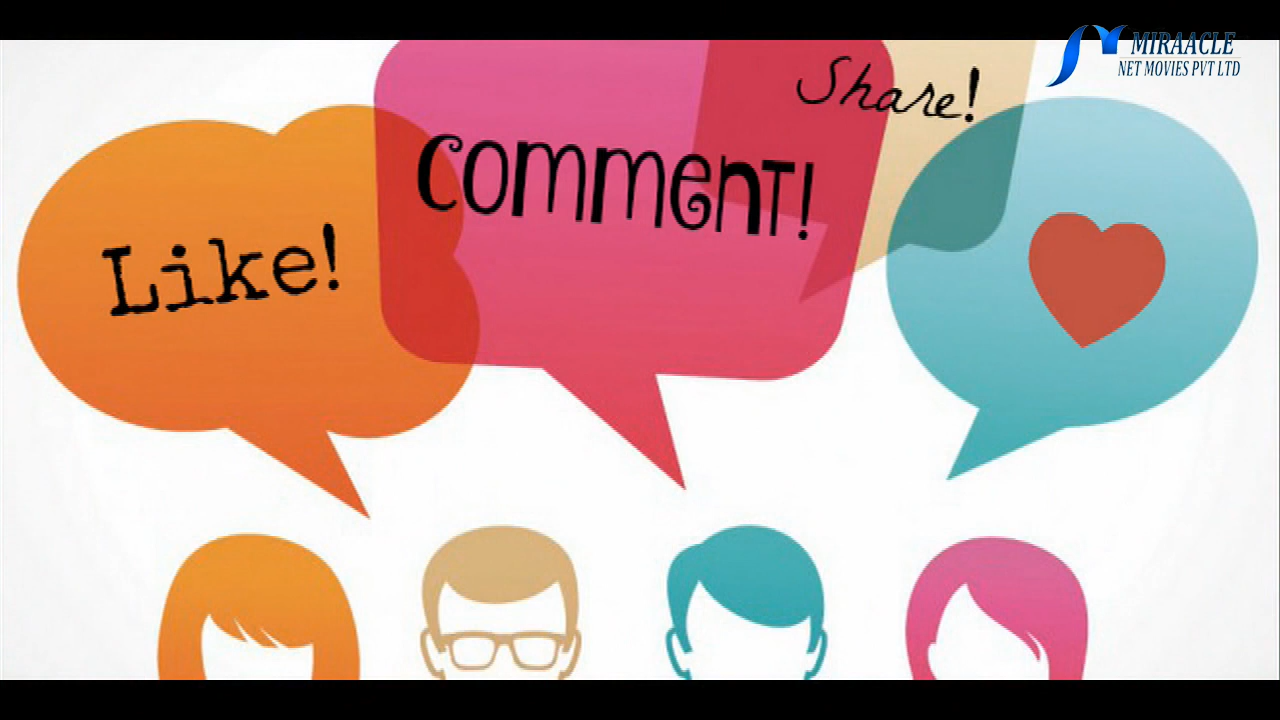 Like!
Comment!
Share!
MIRAACLE
NET MOVIES PVT LTD